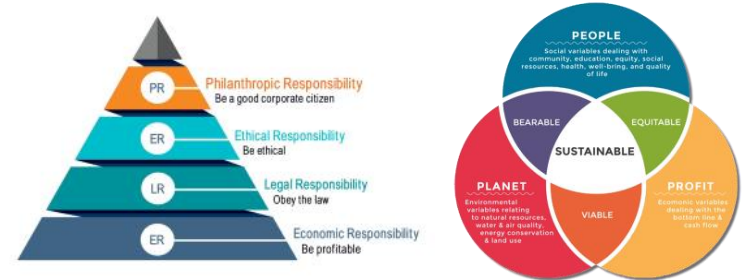 PR
Philanthropic Responsibility
Be a good corporate citizen
ER
Ethical Responsibility
Be ethical
LR
Legal Responsibility
Obey the law
ER
Economic Responsibility
Be profitable
PEOPLE
Social variables dealing with
community, education, equity, social
resources, health, well-being, and quality
of life
BEARABLE
EQUITABLE
SUSTAINABLE
PLANET
Environmental
variables relating
to natural resources,
water & air quality,
energy conservation
& land use
VIABLE
PROFIT
Economic variables
dealing with the
bottom line &
cash flow